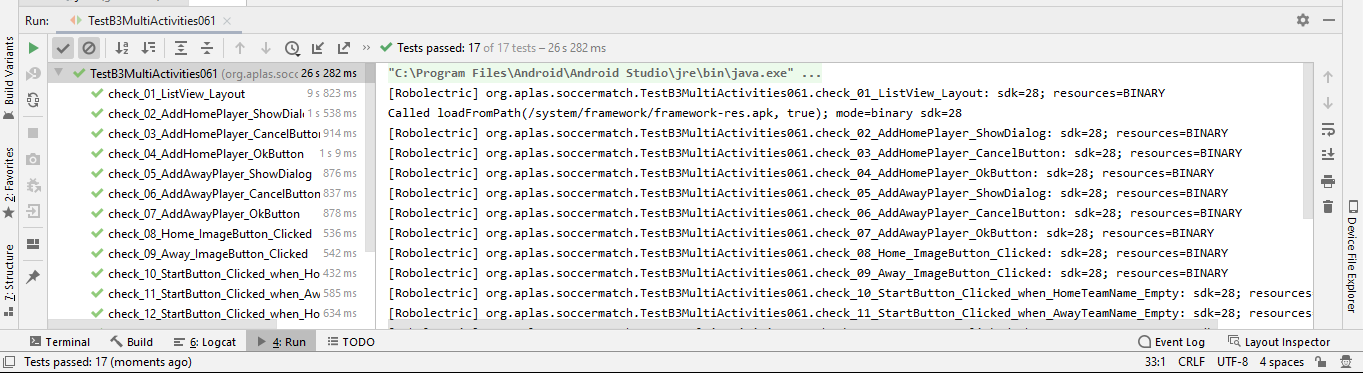 Run: TestB3MultiActivities061
Tests passed: 17 of 17 tests – 26 s 282 ms
TestB3MultiActivities061 (org.aplas.socc 26 s 282 ms
check_01_ListView_Layout 9 s 823 ms
check_02_AddHomePlayer_ShowDial 1 s 538 ms
check_03_AddHomePlayer_CancelButton 914 ms
check_04_AddHomePlayer_OkButton 1 s 9 ms
check_05_AddAwayPlayer_ShowDialog 876 ms
check_06_AddAwayPlayer_CancelButton 837 ms
check_07_AddAwayPlayer_OkButton 878 ms
check_08_Home_ImageButton_Clicked 536 ms
check_09_Away_ImageButton_Clicked 542 ms
check_10_StartButton_Clicked_when_Ho 432 ms
check_11_StartButton_Clicked_when_Aw 585 ms
check_12_StartButton_Clicked_when_Ho 634 ms
"C:\Program Files\Android\Android Studio\jre\bin\java.exe" ...
[Robolectric] org.aplas.soccermatch.TestB3MultiActivities061.check_01_ListView_Layout: sdk=28; resources=BINARY
Called loadFromPath(/system/framework/framework-res.apk, true); mode=binary sdk=28
[Robolectric] org.aplas.soccermatch.TestB3MultiActivities061.check_02_AddHomePlayer_ShowDialog: sdk=28; resources=BINARY
[Robolectric] org.aplas.soccermatch.TestB3MultiActivities061.check_03_AddHomePlayer_CancelButton: sdk=28; resources=BINARY
[Robolectric] org.aplas.soccermatch.TestB3MultiActivities061.check_04_AddHomePlayer_OkButton: sdk=28; resources=BINARY
[Robolectric] org.aplas.soccermatch.TestB3MultiActivities061.check_05_AddAwayPlayer_ShowDialog: sdk=28; resources=BINARY
[Robolectric] org.aplas.soccermatch.TestB3MultiActivities061.check_06_AddAwayPlayer_CancelButton: sdk=28; resources=BINARY
[Robolectric] org.aplas.soccermatch.TestB3MultiActivities061.check_07_AddAwayPlayer_OkButton: sdk=28; resources=BINARY
[Robolectric] org.aplas.soccermatch.TestB3MultiActivities061.check_08_Home_ImageButton_Clicked: sdk=28; resources=BINARY
[Robolectric] org.aplas.soccermatch.TestB3MultiActivities061.check_09_Away_ImageButton_Clicked: sdk=28; resources=BINARY
[Robolectric] org.aplas.soccermatch.TestB3MultiActivities061.check_10_StartButton_Clicked_when_HomeTeamName_Empty: sdk=28; resources
[Robolectric] org.aplas.soccermatch.TestB3MultiActivities061.check_11_StartButton_Clicked_when_AwayTeamName_Empty: sdk=28; resources
Build Variants
2: Favorites
7: Structure
Device File Explorer
Terminal Build 6: Logcat 4: Run TODO Event Log Layout Inspector
Tests passed: 17 (moments ago) 33:1 CRLF UTF-8 4 spaces